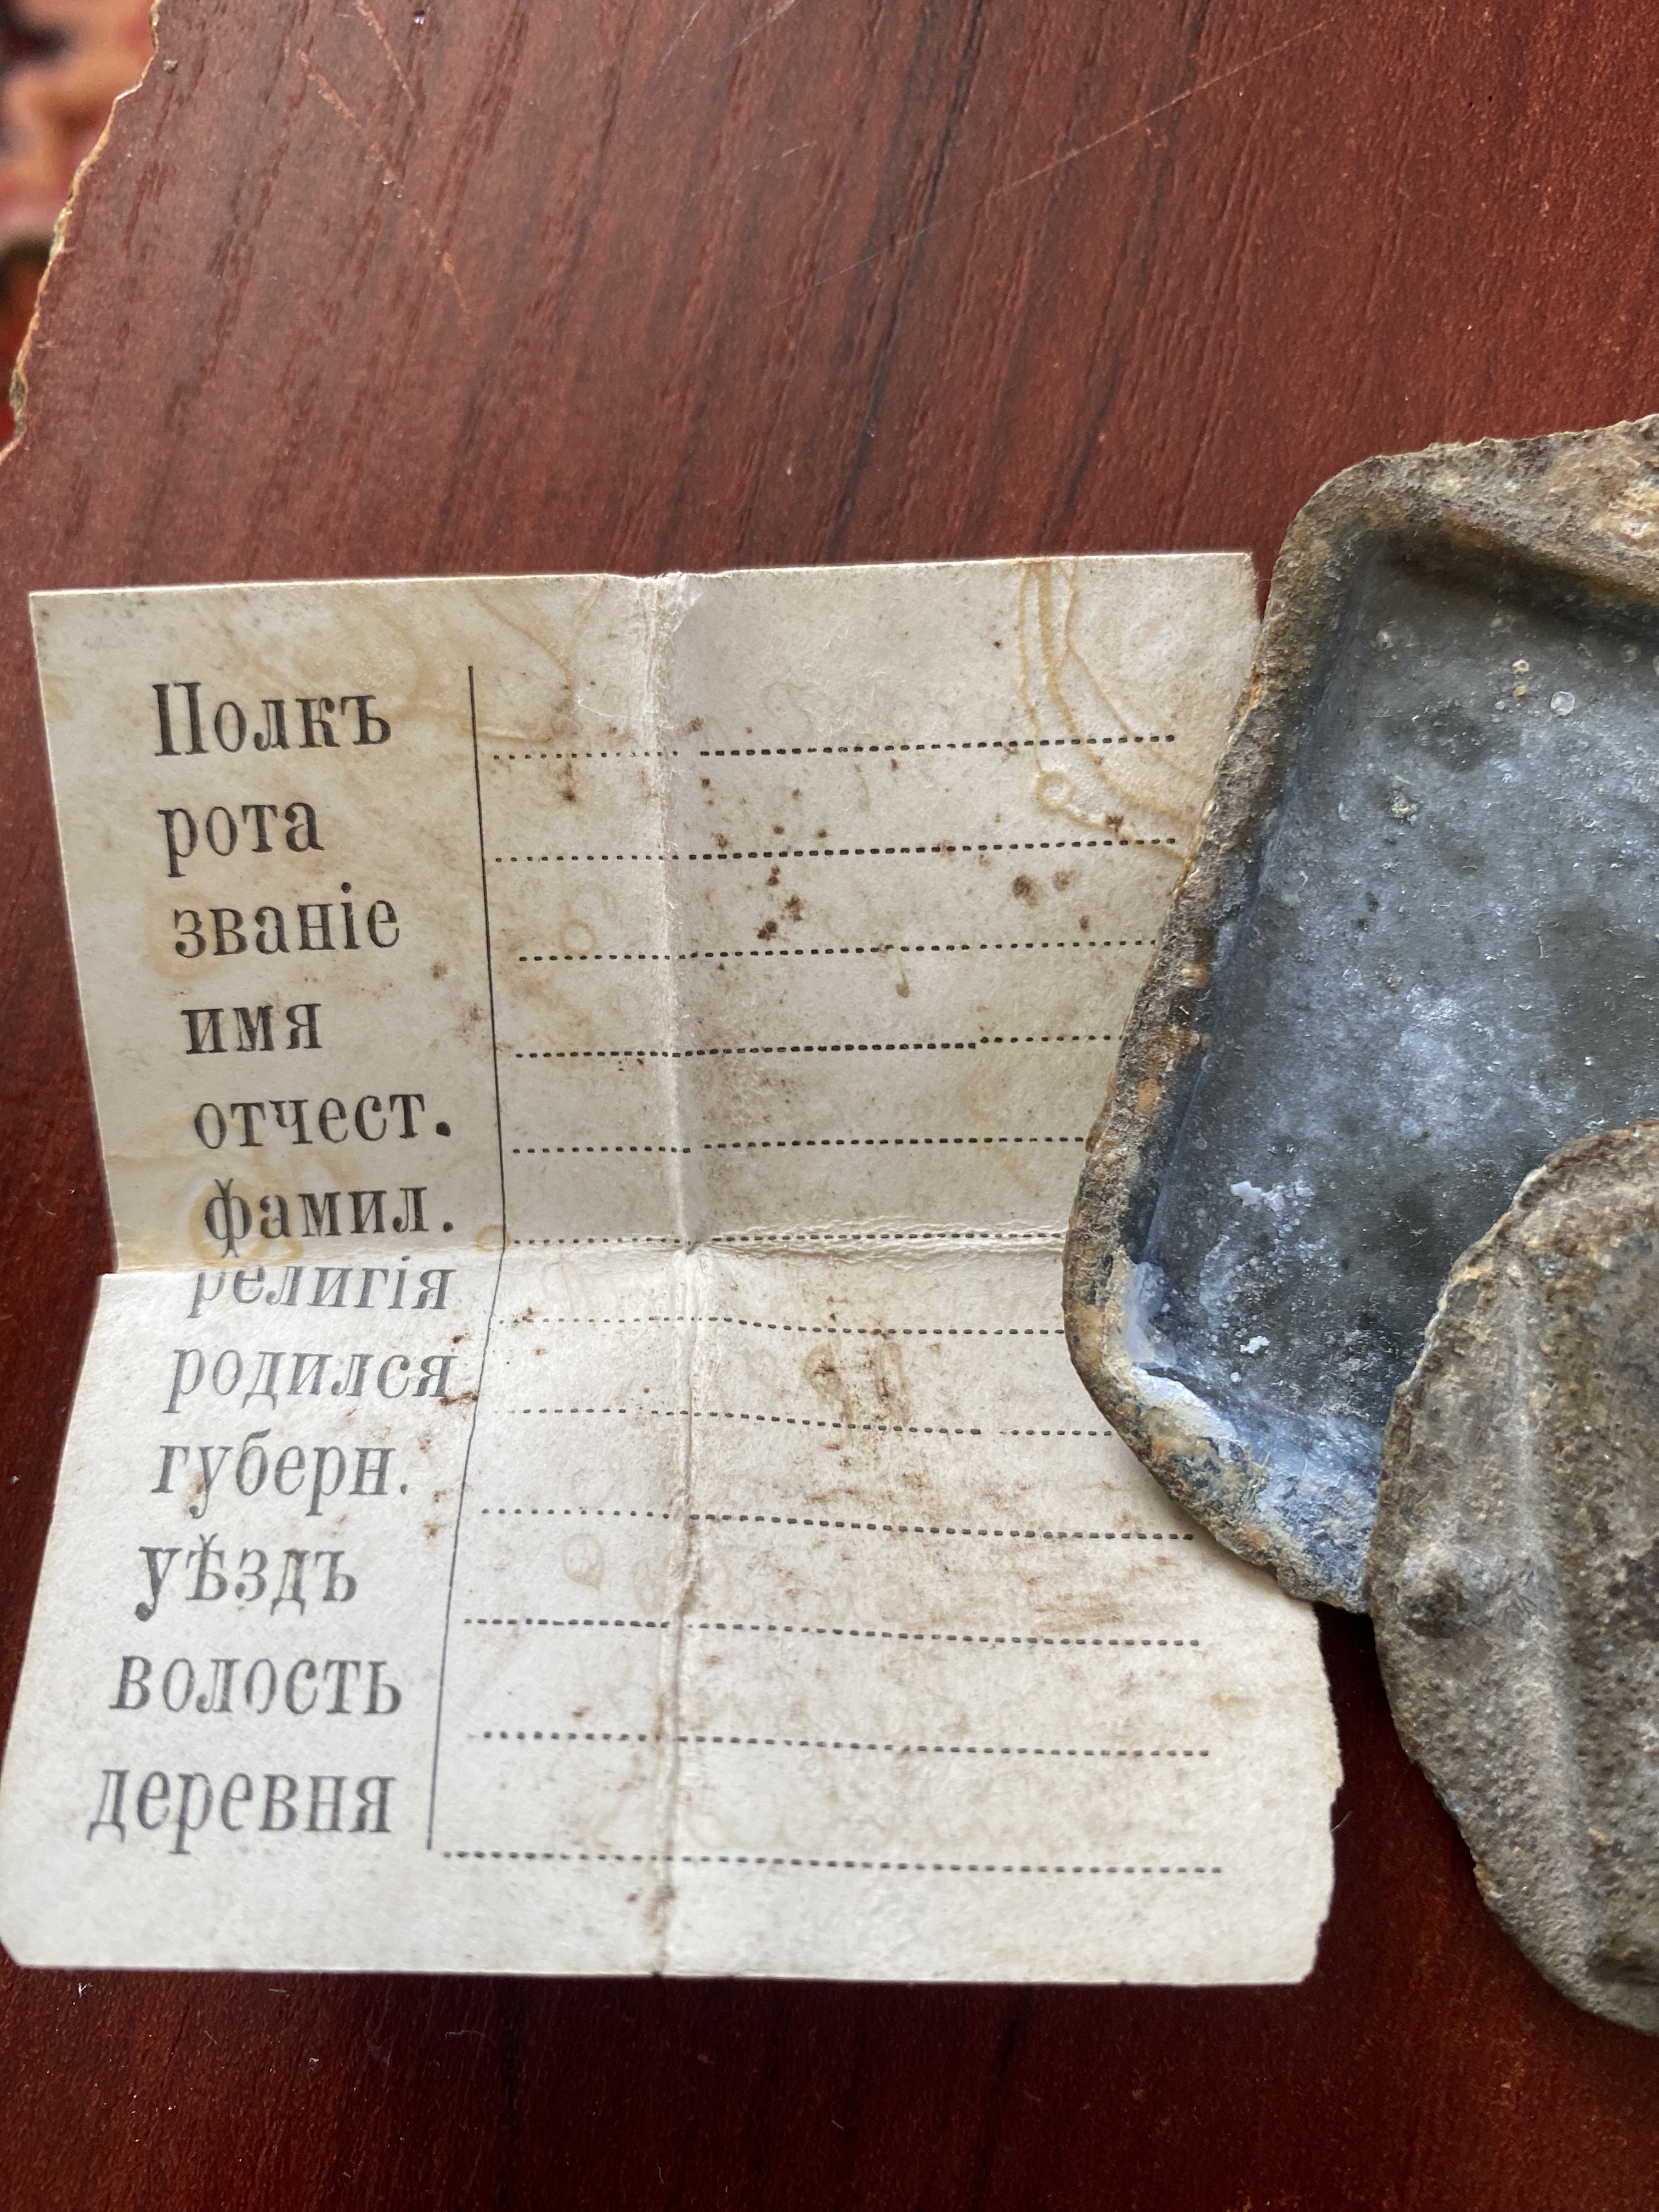 Полкъ
рота
званіе
имя
отчест.
фамил.
религія
родился
губерн.
уѣздъ
волость
деревня